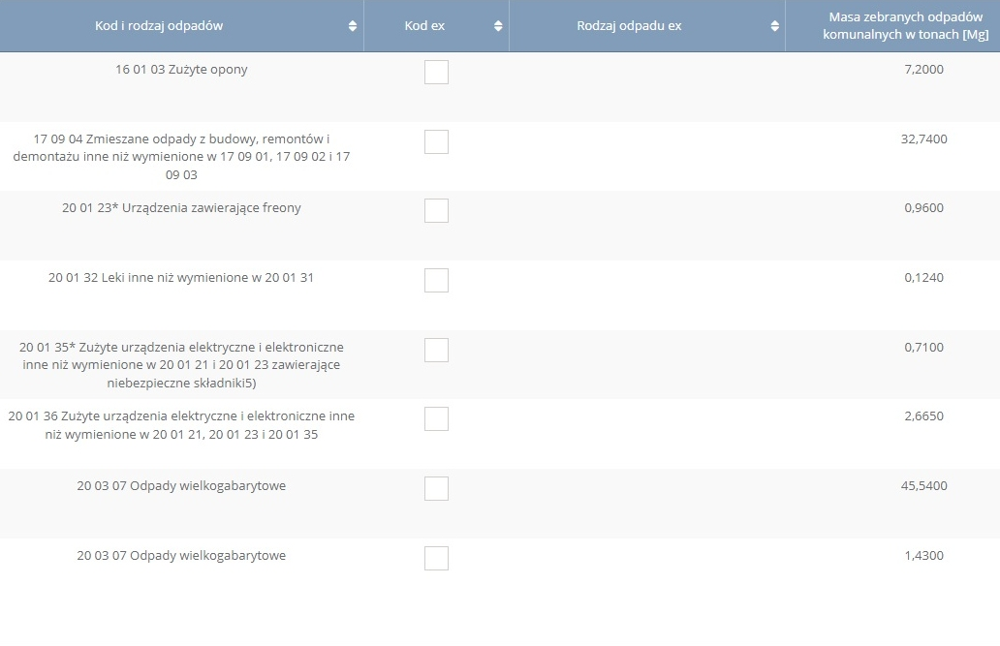 Kod i rodzaj odpadów
Kod ex
Rodzaj odpadu ex
Masa zebranych odpadów
komunalnych w tonach [Mg]
16 01 03 Zużyte opony
7,2000
17 09 04 Zmieszane odpady z budowy, remontów i
demontażu inne niż wymienione w 17 09 01, 17 09 02 i 17
09 03
32,7400
20 01 23* Urządzenia zawierające freony
0,9600
20 01 32 Leki inne niż wymienione w 20 01 31
0,1240
20 01 35* Zużyte urządzenia elektryczne i elektroniczne
inne niż wymienione w 20 01 21 i 20 01 23 zawierające
niebezpieczne składniki5)
0,7100
20 01 36 Zużyte urządzenia elektryczne i elektroniczne inne
niż wymienione w 20 01 21, 20 01 23 i 20 01 35
2,6650
20 03 07 Odpady wielkogabarytowe
45,5400
20 03 07 Odpady wielkogabarytowe
1,4300